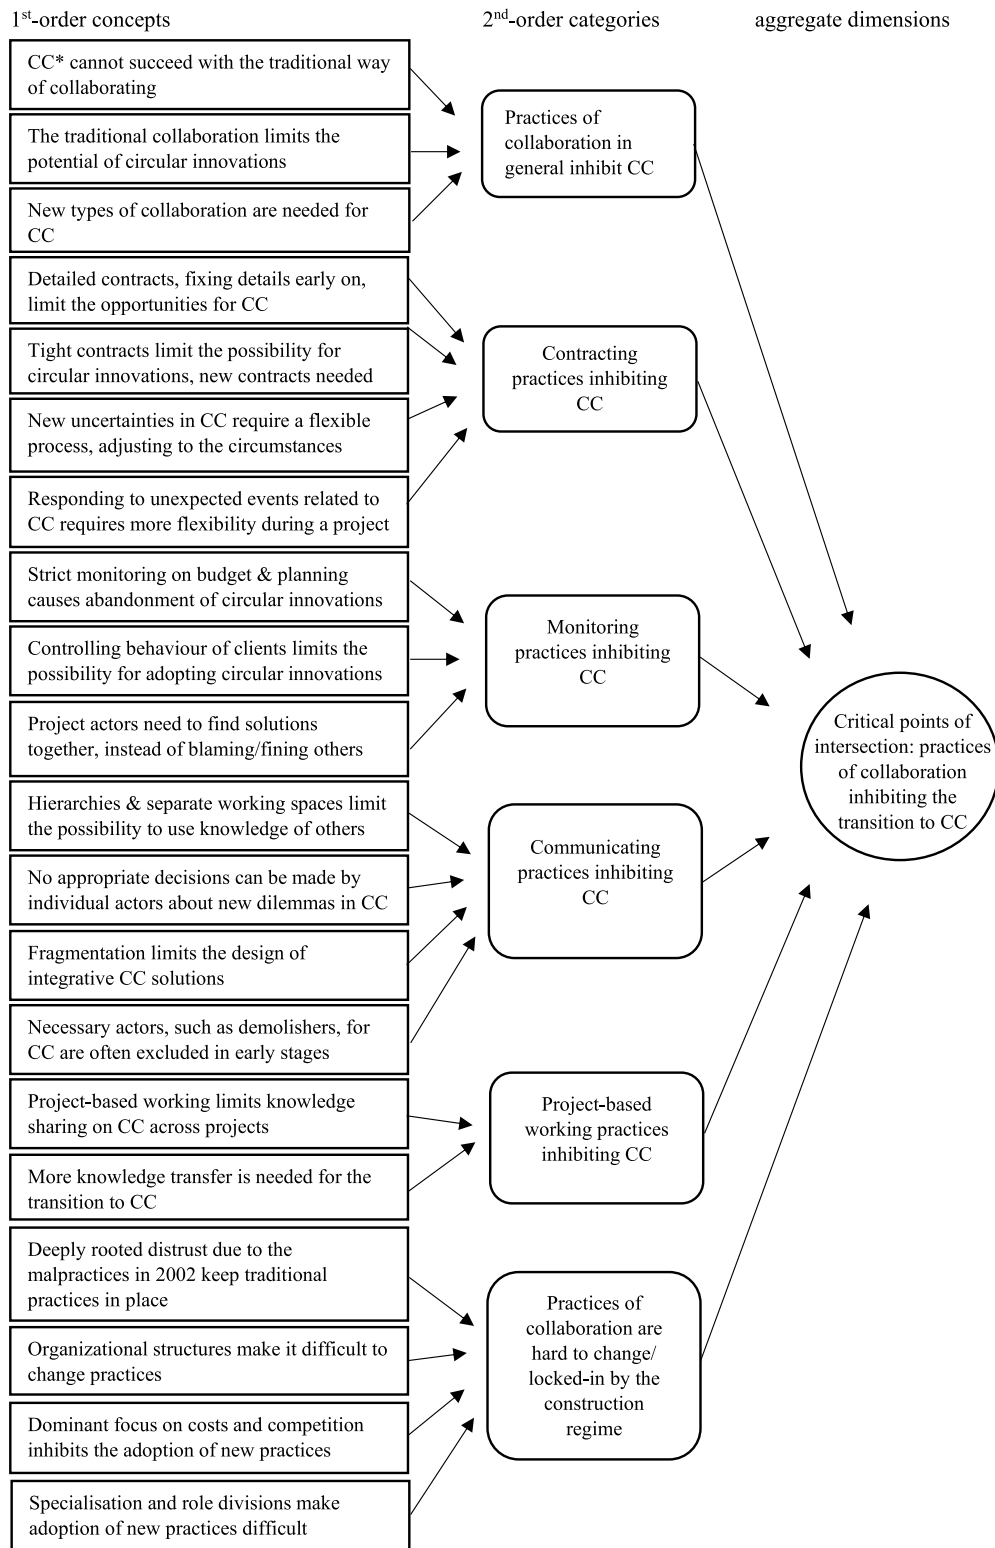 1st-order concepts
2nd-order categories
aggregate dimensions
CC* cannot succeed with the traditional way
of collaborating
The traditional collaboration limits the
potential of circular innovations
New types of collaboration are needed for
CC
Practices of
collaboration in
general inhibit CC
Detailed contracts, fixing details early on,
limit the opportunities for CC
Tight contracts limit the possibility for
circular innovations, new contracts needed
New uncertainties in CC require a flexible
process, adjusting to the circumstances
Responding to unexpected events related to
CC requires more flexibility during a project
Contracting
practices inhibiting
CC
Strict monitoring on budget & planning
causes abandonment of circular innovations
Controlling behaviour of clients limits the
possibility for adopting circular innovations
Project actors need to find solutions
together, instead of blaming/fining others
Monitoring
practices inhibiting
CC
Hierarchies & separate working spaces limit
the possibility to use knowledge of others
No appropriate decisions can be made by
individual actors about new dilemmas in CC
Fragmentation limits the design of
integrative CC solutions
Necessary actors, such as demolishers, for
CC are often excluded in early stages
Communicating
practices inhibiting
CC
Project-based working limits knowledge
sharing on CC across projects
More knowledge transfer is needed for the
transition to CC
Project-based
working practices
inhibiting CC
Deeply rooted distrust due to the
malpractices in 2002 keep traditional
practices in place
Organizational structures make it difficult to
change practices
Dominant focus on costs and competition
inhibits the adoption of new practices
Specialisation and role divisions make
adoption of new practices difficult
Practices of
collaboration are
hard to change/
locked-in by the
construction
regime
Critical points of
intersection: practices
of collaboration
inhibiting the
transition to CC